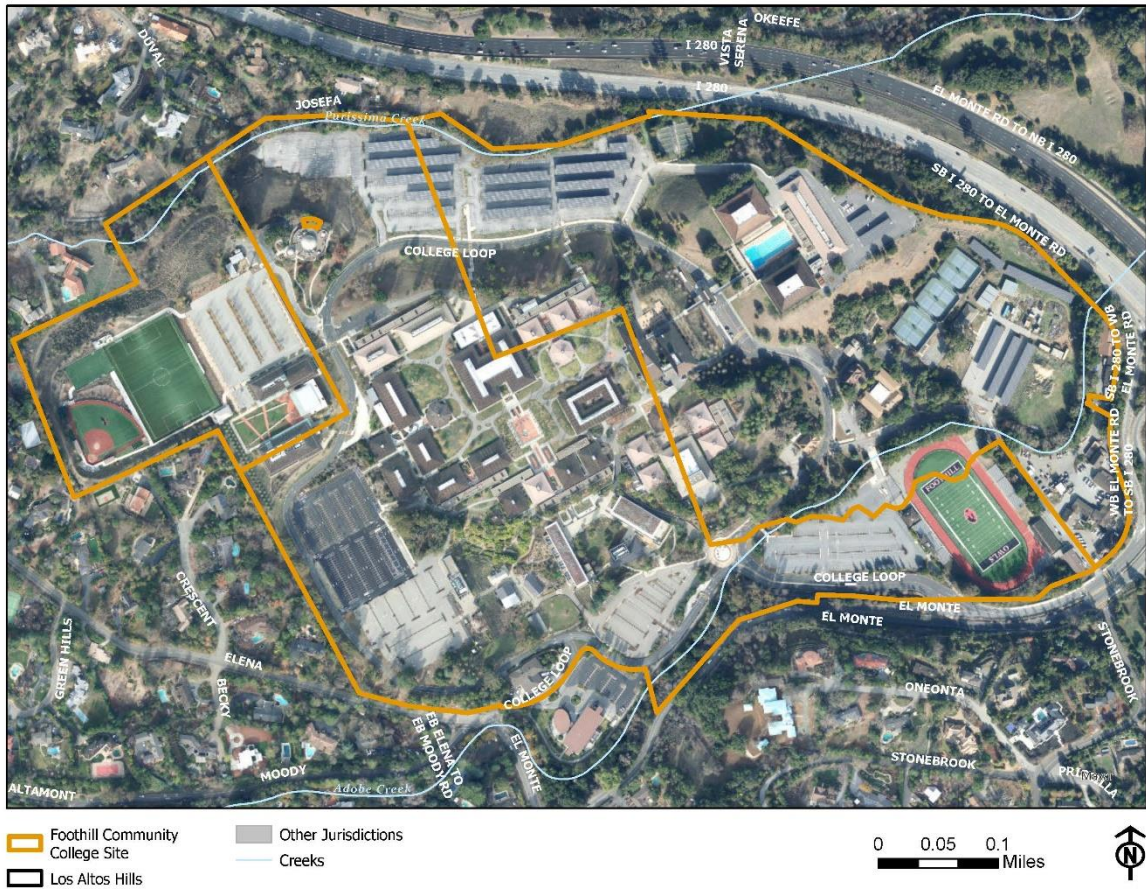 OKEEFE
VISTA
SERENA
DUVAL
I 280
I 280
EL MONTE RD TO NB I 280
JOSEFA
Purissima Creek
SB I 280 TO EL MONTE RD
COLLEGE LOOP
SB I 280 TO WB
EL MONTE RD
WB EL MONTE RD
TO SB I 280
FOOTHILL
OWLS
COLLEGE LOOP
EL MONTE
EL MONTE
STONEBROOK
CRESCENT
GREEN HILLS
ELENA
BECKY
COLLEGE LOOP
ONEONTA
EB ELENA TO
EB MOODY RD
EL MONTE
STONEBROOK
MOODY
ALTAMONT
Adobe Creek
Foothill Community
College Site
Los Altos Hills
Other Jurisdictions
Creeks
0 0.05 0.1
Miles
N